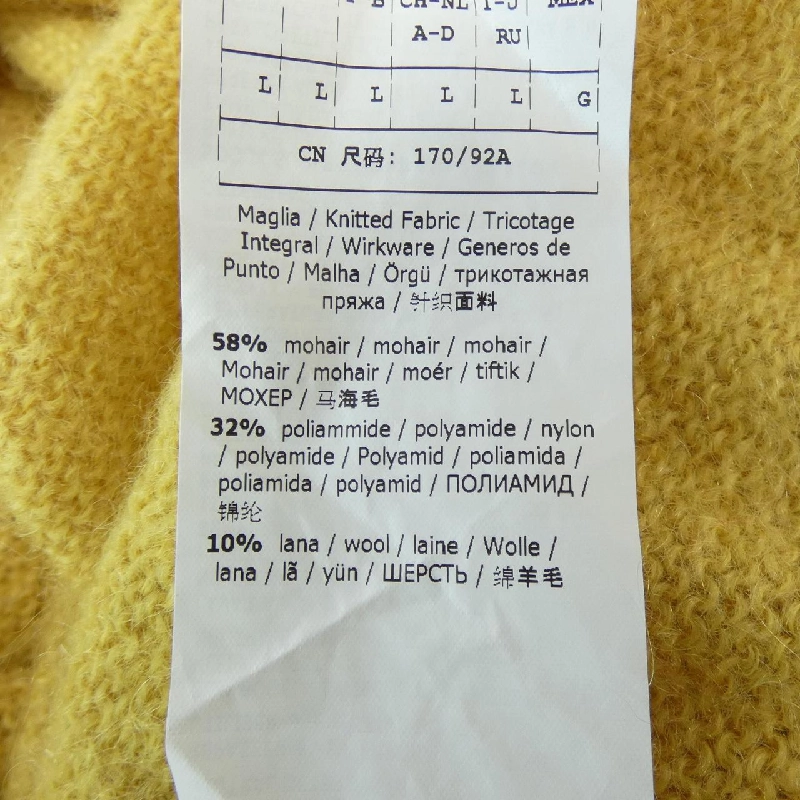 CH-NL I-J MEX
A-D RU
L L L L L G
CN 尺码: 170/92A
Maglia / Knitted Fabric / Tricotage
Integral / Wirkware / Generos de
Punto / Malha / Örgü / трикотажная
пряжа / 针织面料
58% mohair / mohair / mohair /
Mohair / mohair / moér / tiftik /
МОХЕР / 马海毛
32% poliammide / polyamide / nylon
/ polyamide / Polyamid / poliamida /
poliamida / polyamid / ПОЛИАМИД /
锦纶
10% lana / wool / laine / Wolle /
lana / lã / yün / ШЕРСТЬ / 绵羊毛